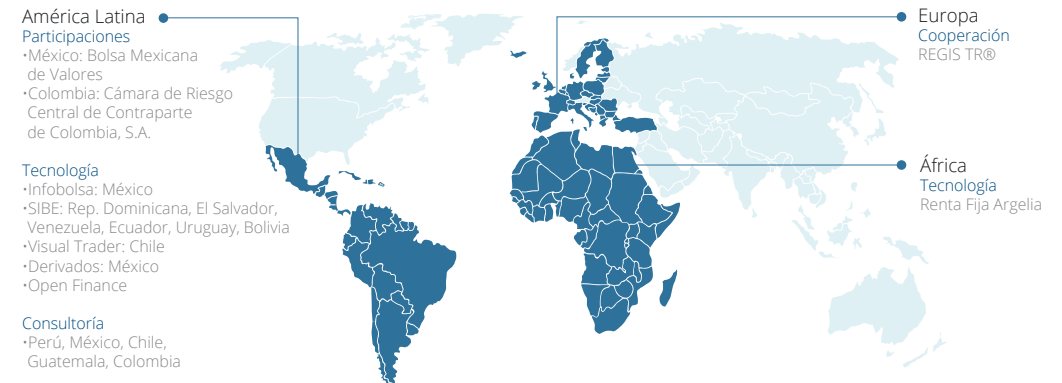 América Latina
Participaciones
·México: Bolsa Mexicana
de Valores
·Colombia: Cámara de Riesgo
Central de Contraparte
de Colombia, S.A.
Tecnología
·Infobolsa: México
·SIBE: Rep. Dominicana, El Salvador,
Venezuela, Ecuador, Uruguay, Bolivia
·Visual Trader: Chile
·Derivados: México
·Open Finance
Consultoría
·Perú, México, Chile,
Guatemala, Colombia
Europa
Cooperación
REGIS TR®
África
Tecnología
Renta Fija Argelia